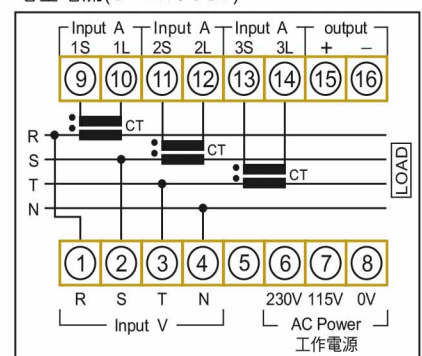 Input A Input A Input A output
1S 1L 2S 2L 3S 3L + −
9 10 11 12 13 14 15 16
CT
R
CT
S
CT
T
N
LOAD
1 2 3 4 5 6 7 8
R S T N 230V 115V 0V
Input V AC Power
工作電源